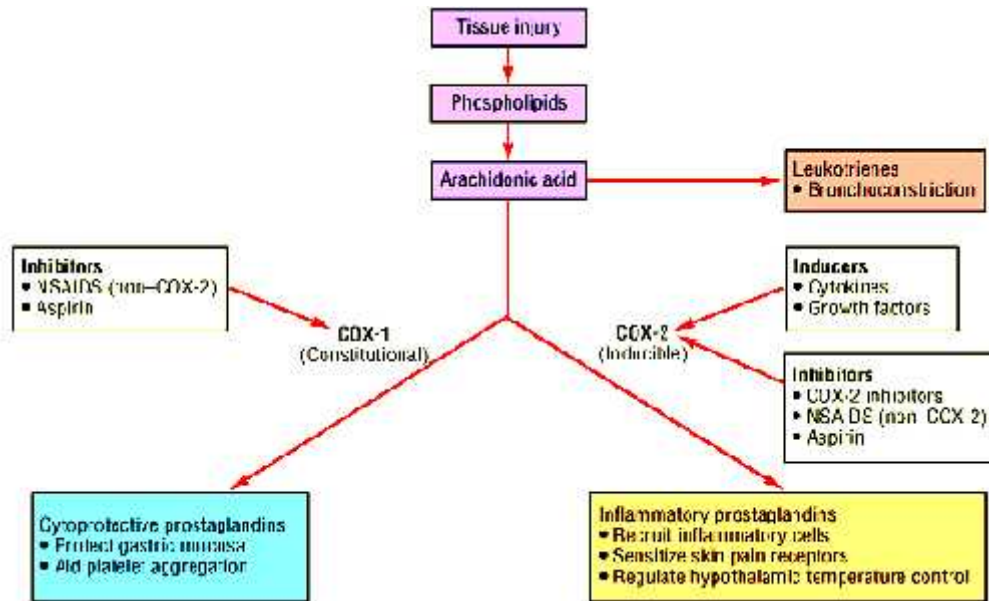 Tissue injury
Phospholipids
Arachidonic acid
Leukotrienes
• Bronchoconstriction
Inhibitors
• NSAIDS (non–COX-2)
• Aspirin
COX-1
(Constitutional)
COX-2
(Inducible)
Inducers
• Cytokines
• Growth factors
Inhibitors
• COX-2 inhibitors
• NSAIDS (non–COX-2)
• Aspirin
Cytoprotective prostaglandins
• Protect gastric mucosa
• Aid platelet aggregation
Inflammatory prostaglandins
• Recruit inflammatory cells
• Sensitize skin pain receptors
• Regulate hypothalamic temperature control